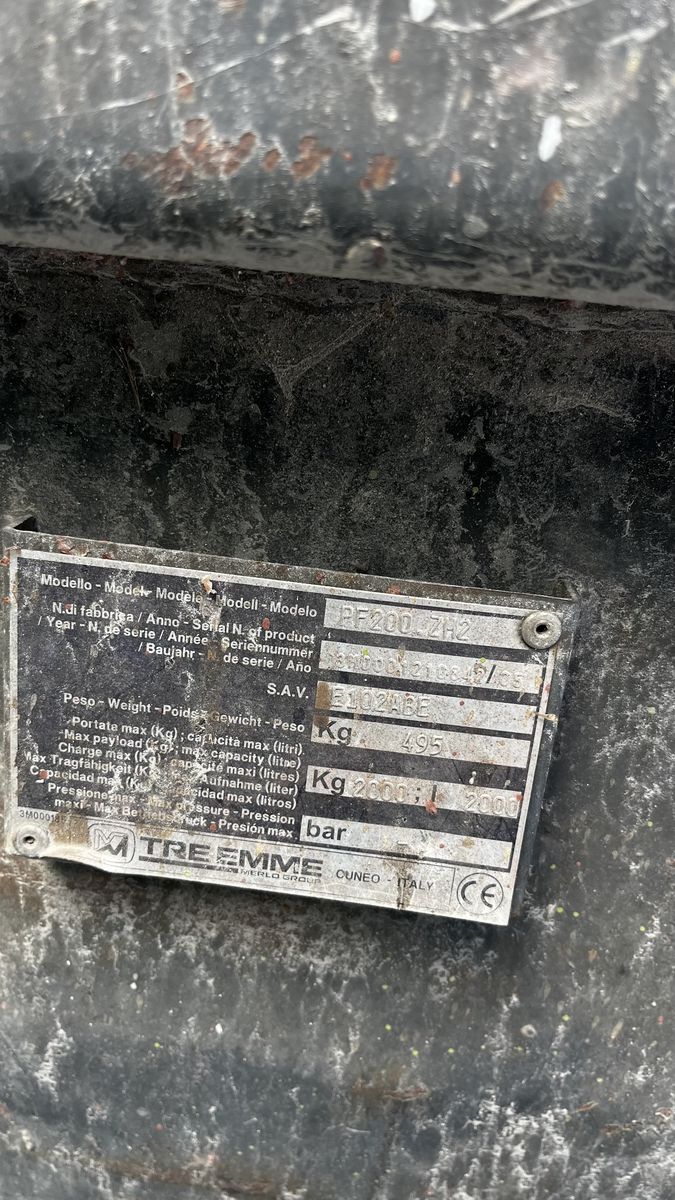 Modello - Model - Modele - Modell - Modelo
PF200 ZH2
N.di fabbrica / Anno - Serial N. of product
/ Year - N. de serie / Année - Seriennummer
/ Baujahr - N. de serie / Año
S.A.V.
E102ABE
Peso - Weight - Poids - Gewicht - Peso
Kg 495
Portate max (Kg); capacità max (litri)
Max payload (Kg); max capacity (litre)
Charge max (Kg); capacité maxi (litres)
Max Tragfähigkeit (Kg); Aufnahme (liter)
Capacidad max (Kg); capacidad max (litros)
Kg 2000; l 2000
Pressione max - Max pressure - Pression
maxi - Max Betriebsdruck - Presión max
bar -
TRE EMME
MERLO GROUP
CUNEO - ITALY
CE